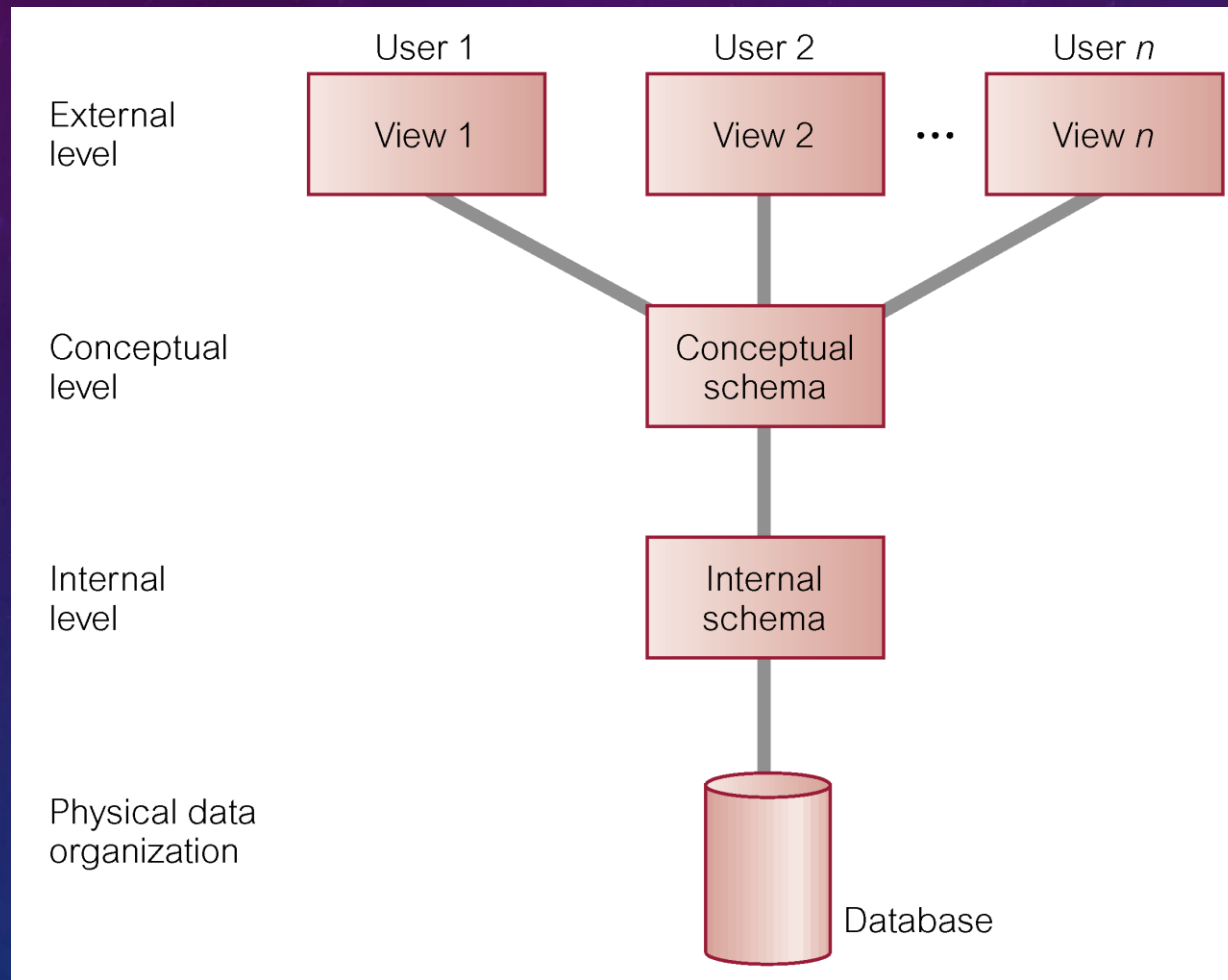 User 1
User 2
User n
External
level
View 1
View 2
...
View n
Conceptual
level
Conceptual
schema
Internal
level
Internal
schema
Physical data
organization
Database